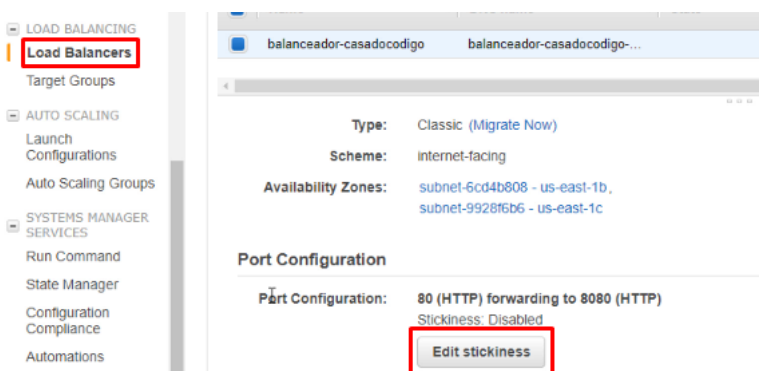 LOAD BALANCING
Load Balancers
Target Groups
AUTO SCALING
Launch
Configurations
Auto Scaling Groups
SYSTEMS MANAGER
SERVICES
Run Command
State Manager
Configuration
Compliance
Automations
balanceador-casadocodigo balanceador-casadocodigo-...
Type: Classic (Migrate Now)
Scheme: internet-facing
Availability Zones: subnet-6cd4b808 - us-east-1b,
subnet-9928f6b6 - us-east-1c
Port Configuration
Port Configuration: 80 (HTTP) forwarding to 8080 (HTTP)
Stickiness: Disabled
Edit stickiness